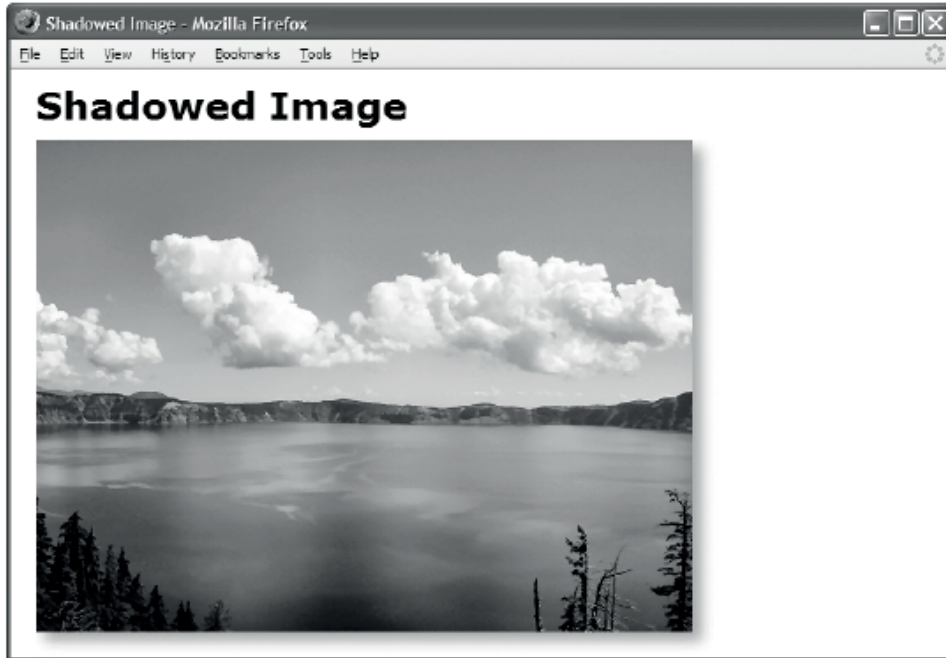 Shadowed Image - Mozilla Firefox
File Edit View History Bookmarks Tools Help
Shadowed Image